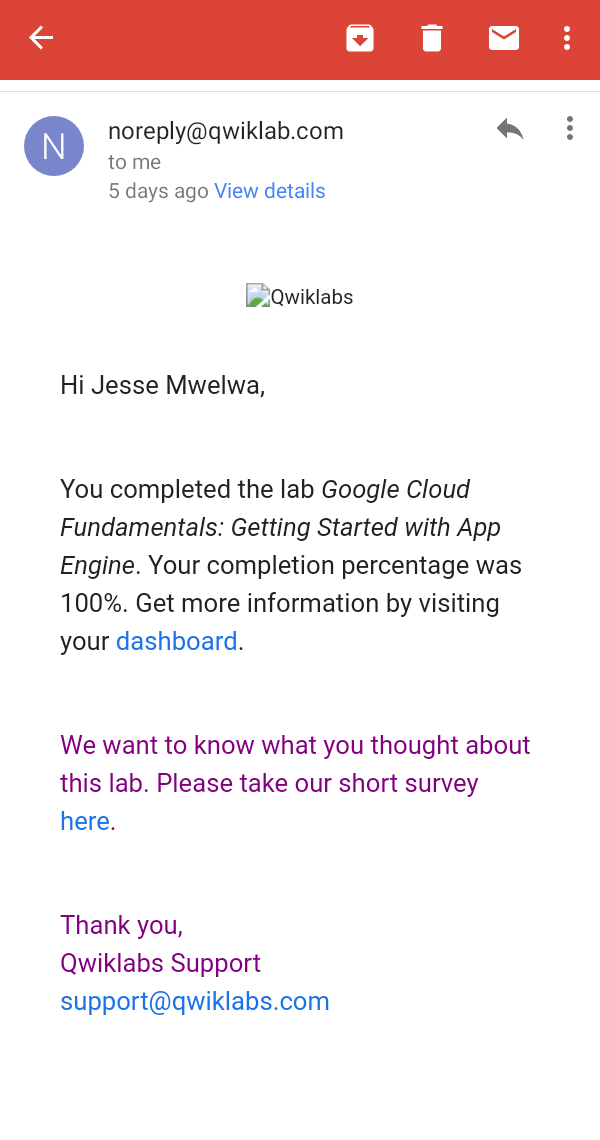 N
noreply@qwiklab.com
to me
5 days ago View details
Qwiklabs
Hi Jesse Mwelwa,
You completed the lab Google Cloud
Fundamentals: Getting Started with App
Engine. Your completion percentage was
100%. Get more information by visiting
your dashboard.
We want to know what you thought about
this lab. Please take our short survey
here.
Thank you,
Qwiklabs Support
support@qwiklabs.com